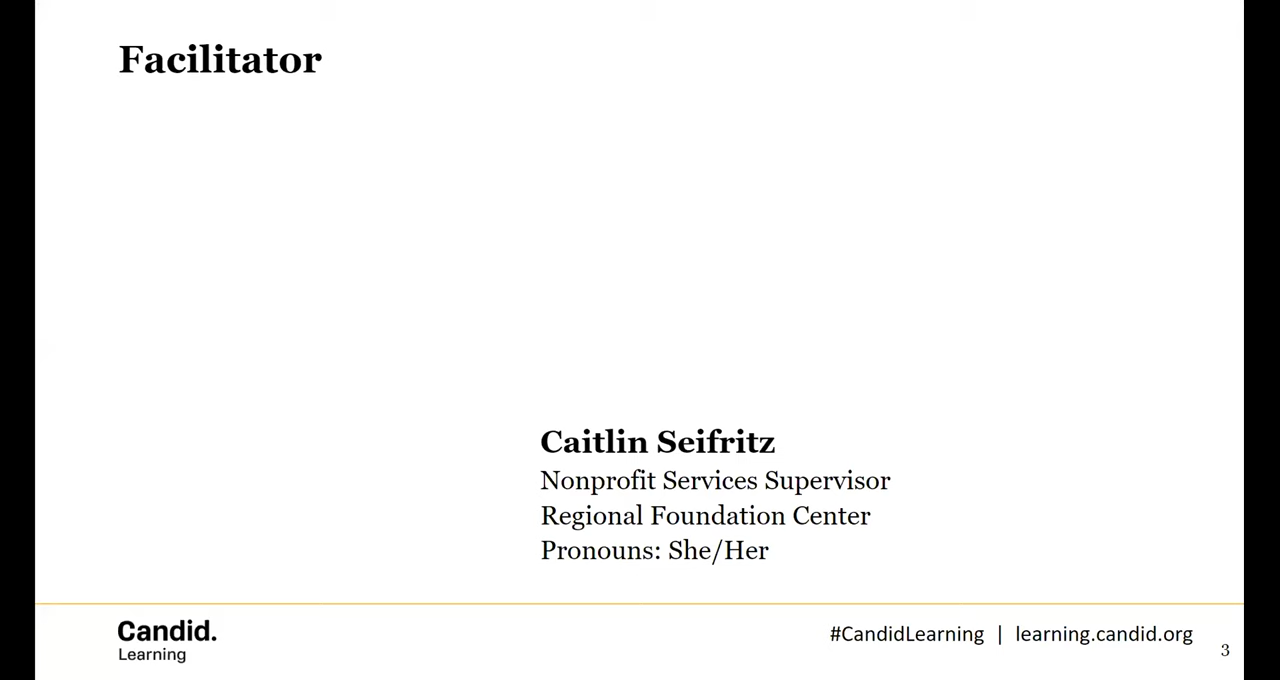 Facilitator
Caitlin Seifritz
Nonprofit Services Supervisor
Regional Foundation Center
Pronouns: She/Her
Candid.
Learning
#CandidLearning | learning.candid.org
3